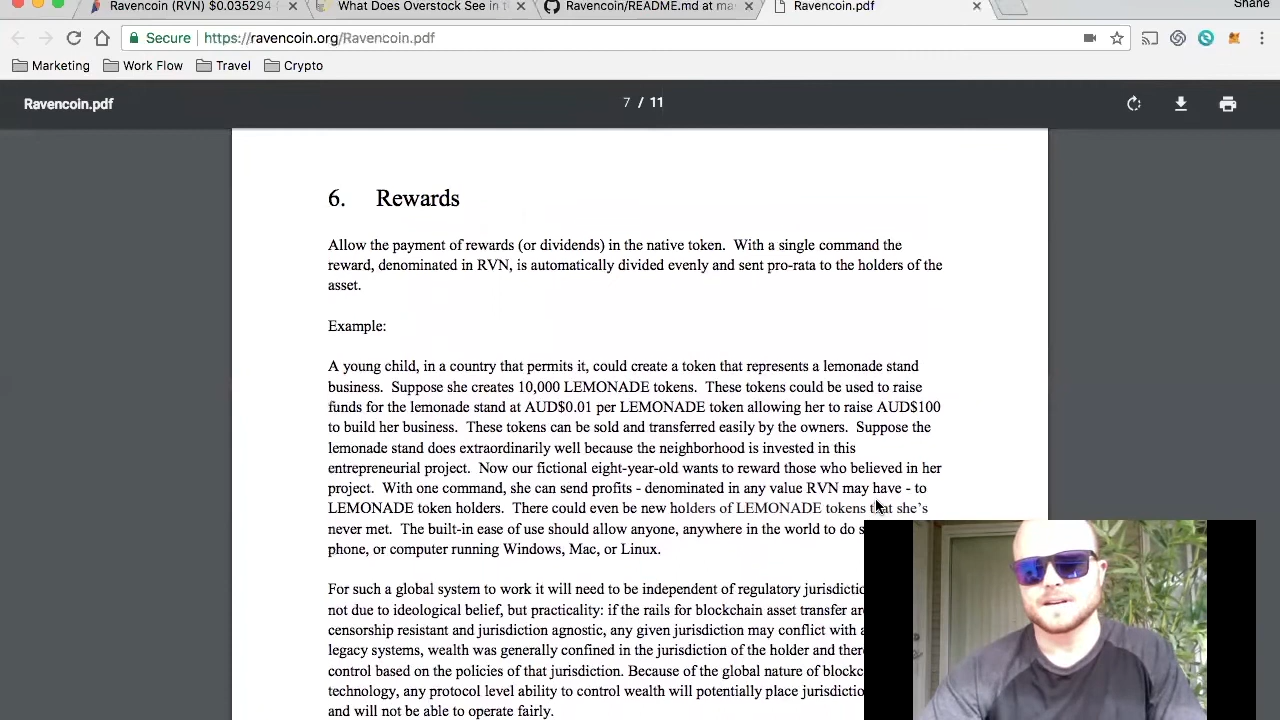 Ravencoin (RVN) $0.035294
What Does Overstock See in t
Ravencoin/README.md at ma
Ravencoin.pdf
Shane
Secure https://ravencoin.org/Ravencoin.pdf
Marketing Work Flow Travel Crypto
Ravencoin.pdf 7 / 11
6. Rewards
Allow the payment of rewards (or dividends) in the native token. With a single command the
reward, denominated in RVN, is automatically divided evenly and sent pro-rata to the holders of the
asset.
Example:
A young child, in a country that permits it, could create a token that represents a lemonade stand
business. Suppose she creates 10,000 LEMONADE tokens. These tokens could be used to raise
funds for the lemonade stand at AUD$0.01 per LEMONADE token allowing her to raise AUD$100
to build her business. These tokens can be sold and transferred easily by the owners. Suppose the
lemonade stand does extraordinarily well because the neighborhood is invested in this
entrepreneurial project. Now our fictional eight-year-old wants to reward those who believed in her
project. With one command, she can send profits - denominated in any value RVN may have - to
LEMONADE token holders. There could even be new holders of LEMONADE tokens that she's
never met. The built-in ease of use should allow anyone, anywhere in the world to do
phone, or computer running Windows, Mac, or Linux.
For such a global system to work it will need to be independent of regulatory
not due to ideological belief, but practicality: if the rails for blockchain asset transfer
censorship resistant and jurisdiction agnostic, any given jurisdiction may conflict with
legacy systems, wealth was generally confined in the jurisdiction of the holder and
control based on the policies of that jurisdiction. Because of the global nature of
technology, any protocol level ability to control wealth will potentially place
and will not be able to operate fairly.